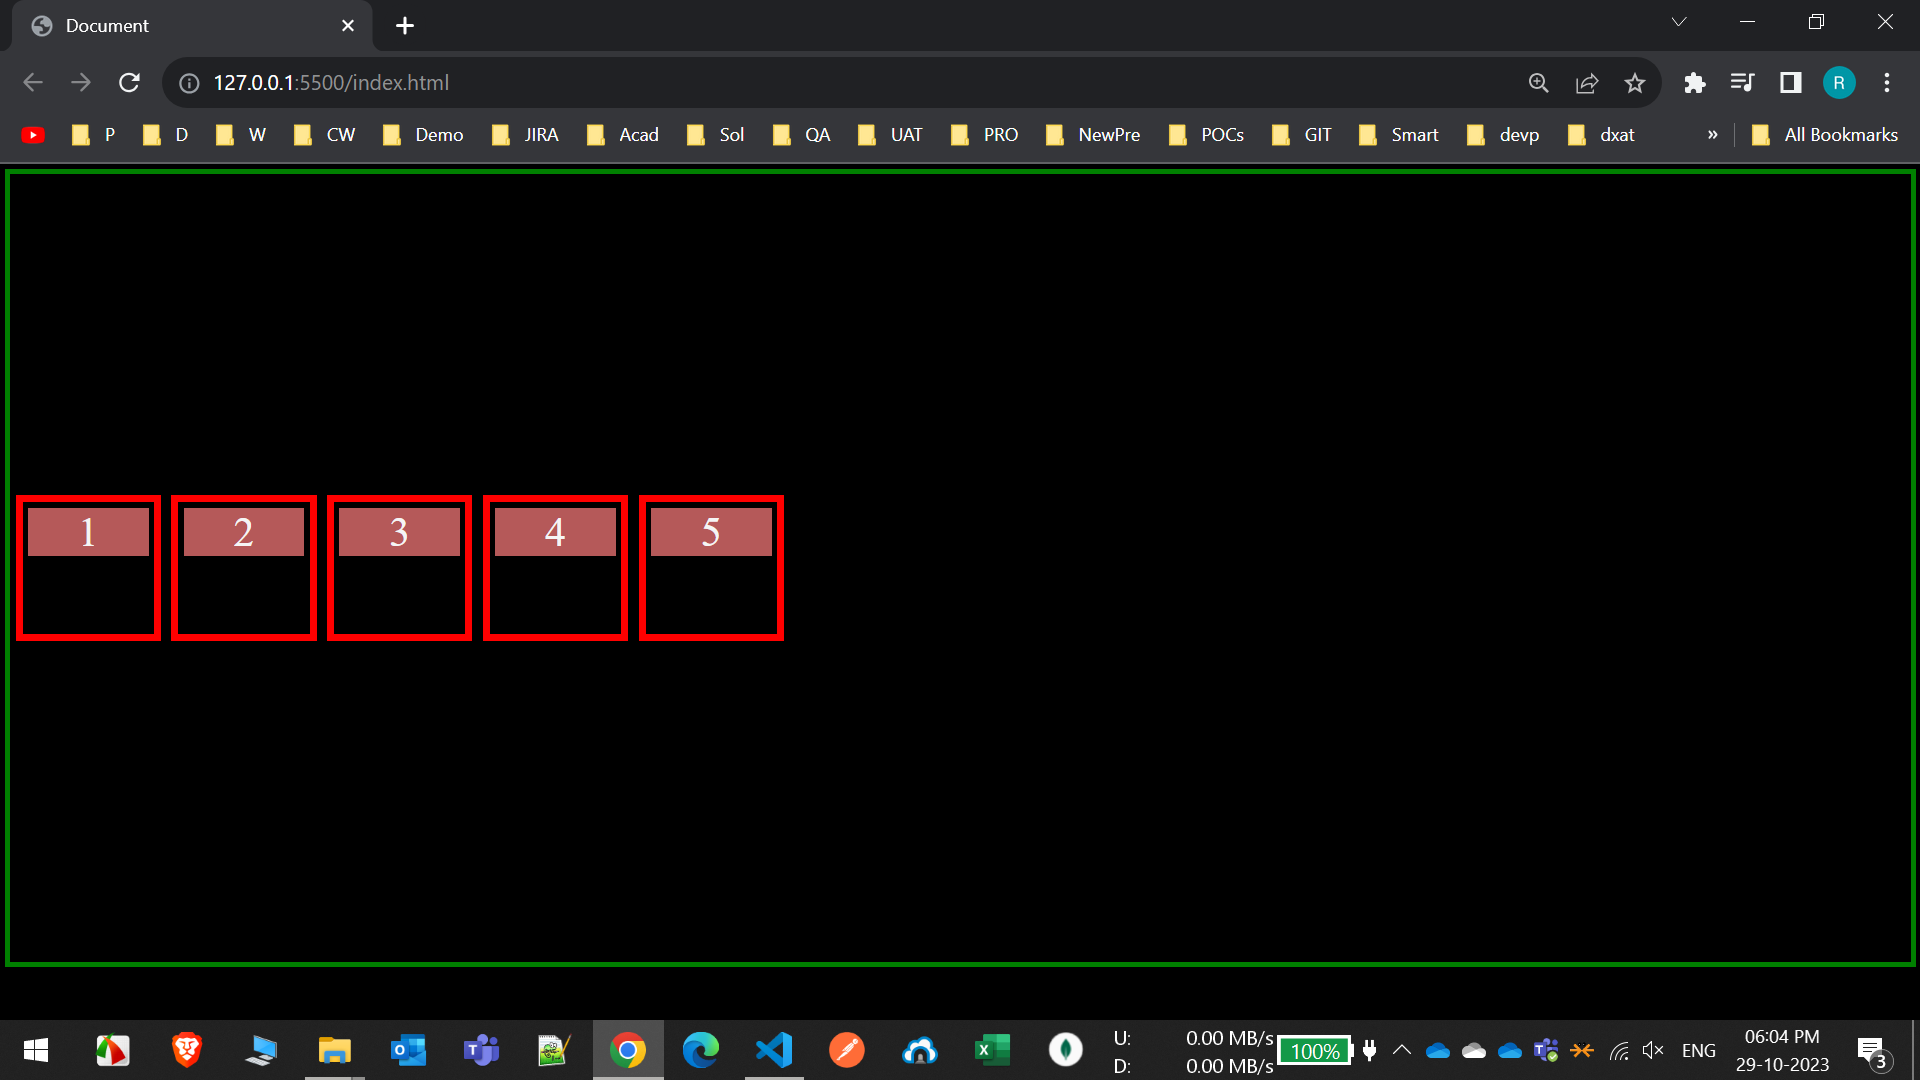 Document
127.0.0.1:5500/index.html
P D W CW Demo JIRA Acad Sol QA UAT PRO NewPre POCs GIT Smart devp dxat » All Bookmarks
R
1 2 3 4 5
U: 0.00 MB/s
D: 0.00 MB/s
100%
ENG
06:04 PM
29-10-2023
3